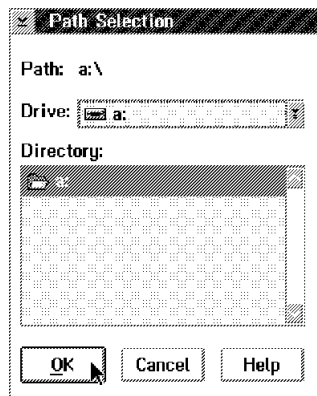 Path Selection
Path: a:\
Drive: a:
Directory:
a:
OK Cancel Help